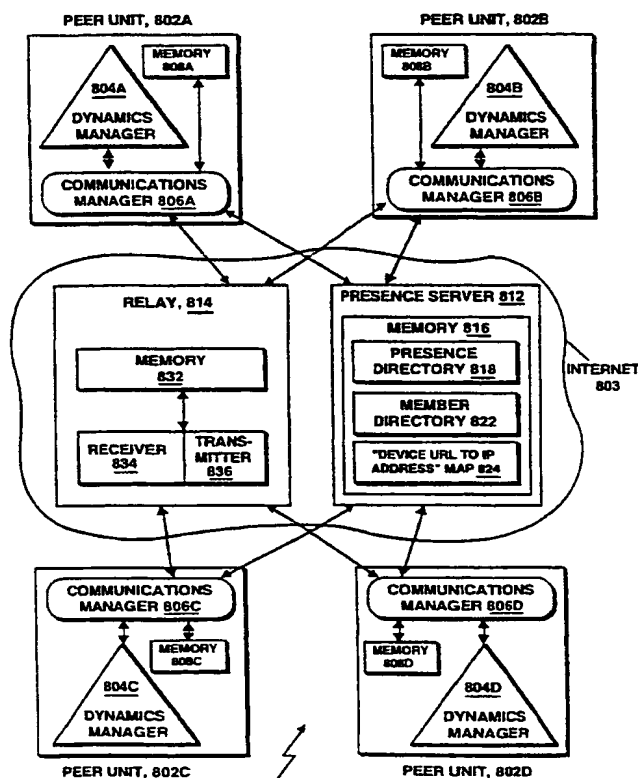 PEER UNIT, 802A
PEER UNIT, 802B
MEMORY
808A
804A
DYNAMICS
MANAGER
COMMUNICATIONS
MANAGER 806A
MEMORY
808B
804B
DYNAMICS
MANAGER
COMMUNICATIONS
MANAGER 806B
RELAY, 814
MEMORY
832
RECEIVER
834
TRANS-
MITTER
836
PRESENCE SERVER 812
MEMORY 816
PRESENCE
DIRECTORY 818
MEMBER
DIRECTORY 822
"DEVICE URL TO IP
ADDRESS" MAP 824
INTERNET
803
COMMUNICATIONS
MANAGER 806C
MEMORY
808C
804C
DYNAMICS
MANAGER
PEER UNIT, 802C
COMMUNICATIONS
MANAGER 806D
MEMORY
808D
804D
DYNAMICS
MANAGER
PEER UNIT, 802D